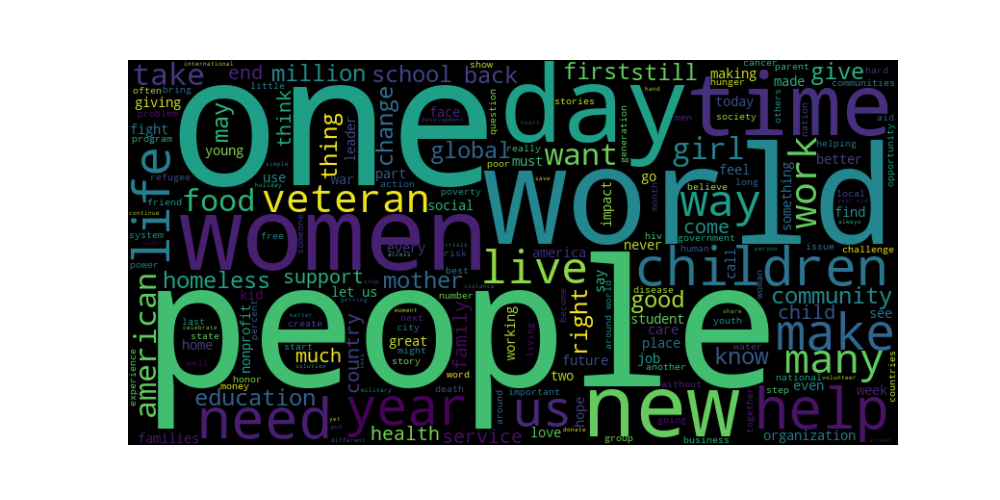 international
show
cancer
parent
take
end
million
school
back
first
still
making
give
hard
hunger
communities
often
bring
little
one
day
time
made
giving
stories
hand
today
others
aid
problem
may
think
thing
leader
change
face
development
question
heart
generation
men
society
nation
opportunity
fight
program
young
global
really
must
want
girl
work
helping
better
life
refugee
simple
use
war
part
action
poor
go
feel
something
friend
holiday
food
veteran
poverty
social
save
world
impact
month
believe
long
way
local
year old
find
always
continue
system
video
free
women
someone
every
access
crisis
risk
america
never
hiv
come
government
human
person
issue
challenge
power
homeless
support
mother
best
live
say
disease
children
call
woman
kid
let us
getting
stop
violence
number
good
share
community
american
people
right
around world
student
youth
child
see
last
celebrate
state
nonprofit
percent
matter
create
country
moment
next
great
city
family
working
living
become
care
make
home
start
much
might
story
less
future
place
job
another
water
know
many
well
solution
honor
money
military
word
death
two
without
national
volunteer
even
step
week
countries
experience
education
need
yet
put
year
around
important
us
hope
new
going
together
help
families
different
health
service
love
donate
group
business
organization
street